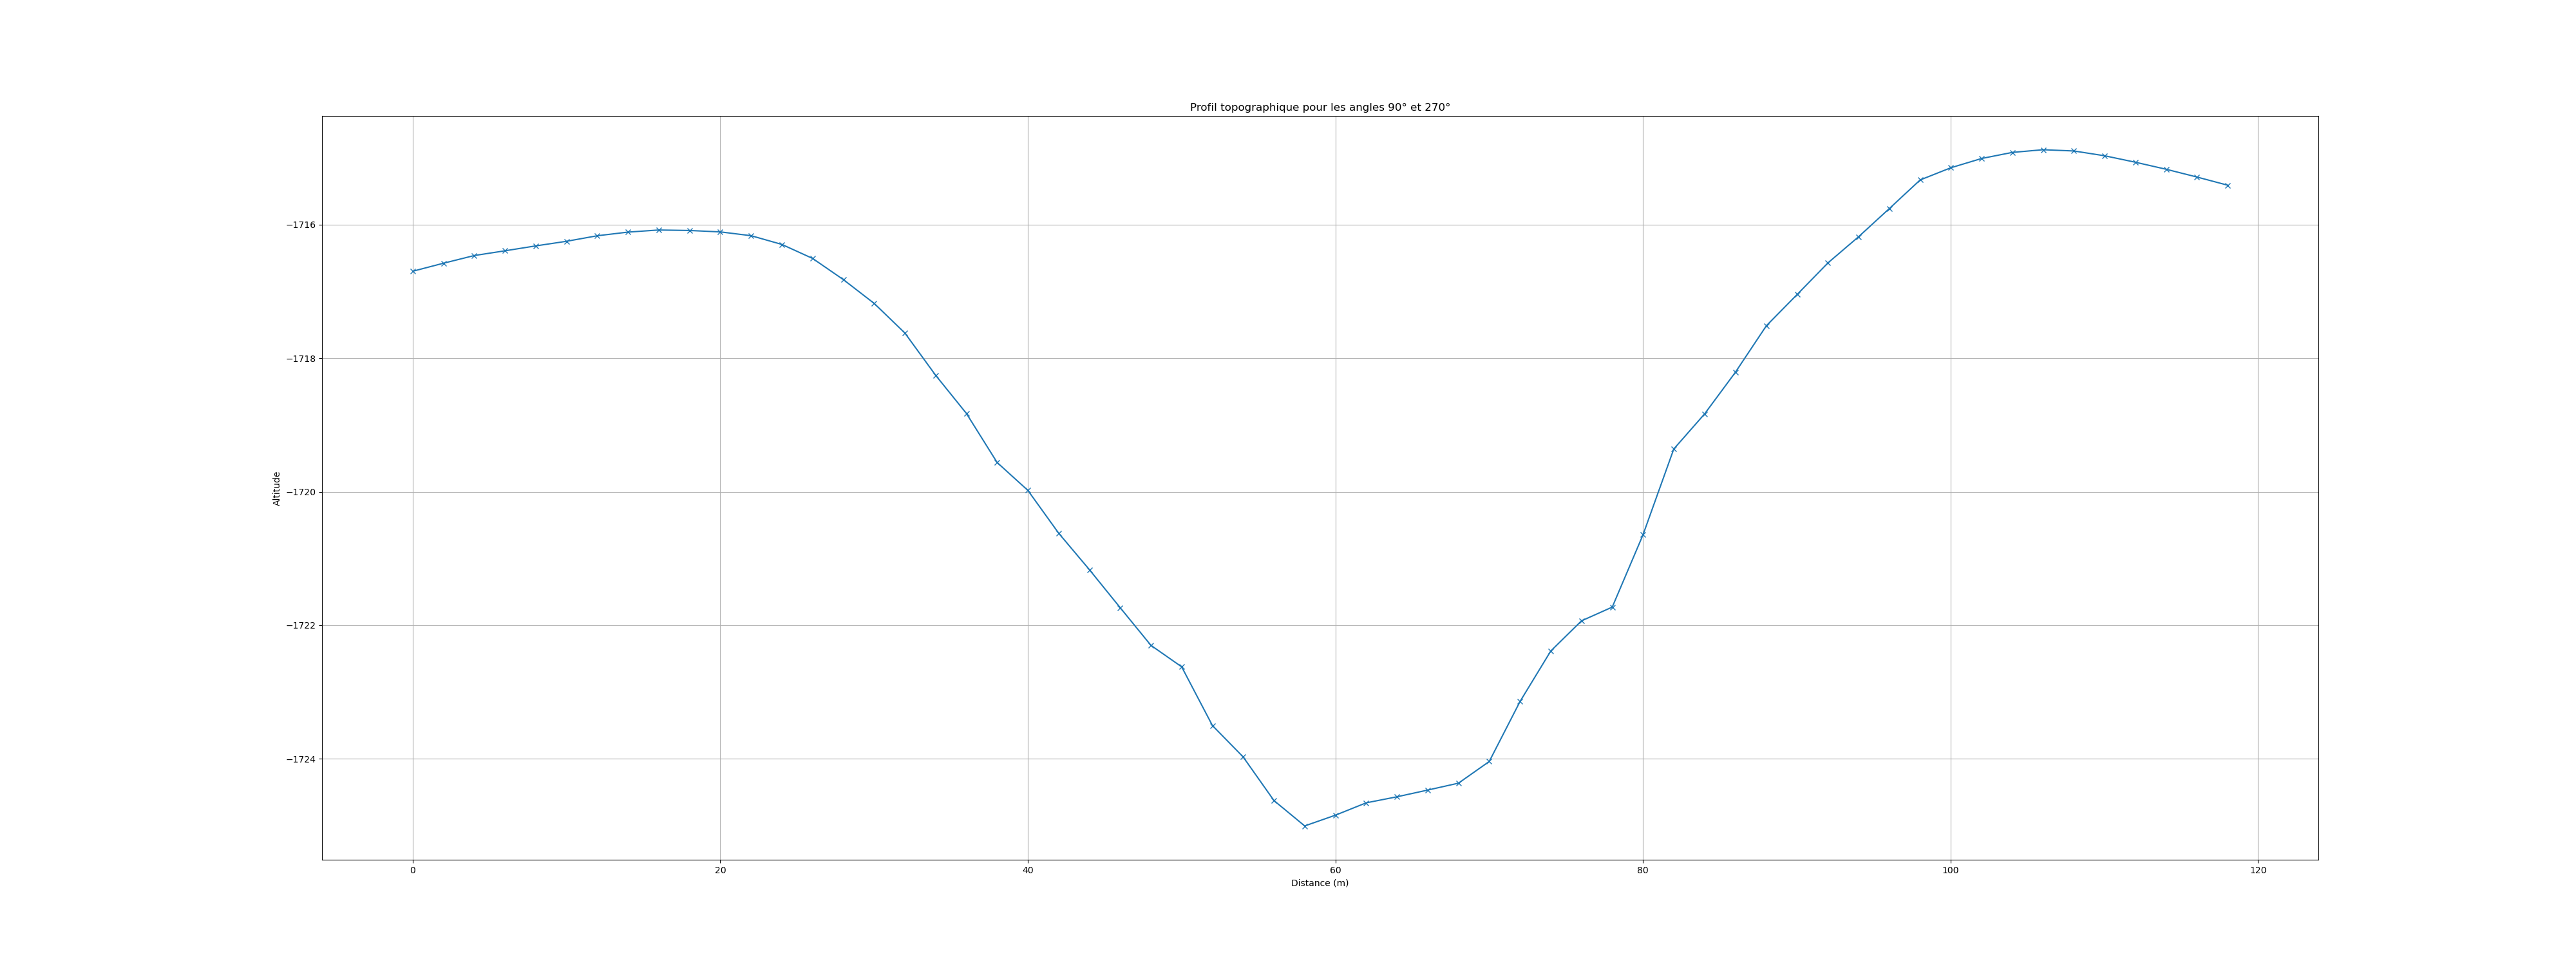 Profil topographique pour les angles 90° et 270°
Altitude
−1716
−1718
−1720
−1722
−1724
0 20 40 60 80 100 120
Distance (m)